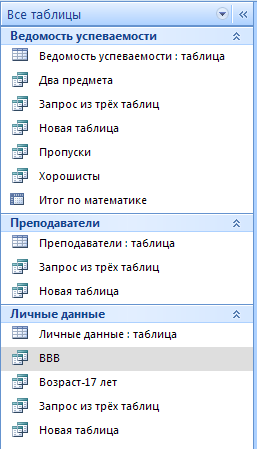 Все таблицы
Ведомость успеваемости
Ведомость успеваемости : таблица
Два предмета
Запрос из трёх таблиц
Новая таблица
Пропуски
Хорошисты
Итог по математике
Преподаватели
Преподаватели : таблица
Запрос из трёх таблиц
Новая таблица
Личные данные
Личные данные : таблица
ВВВ
Возраст-17 лет
Запрос из трёх таблиц
Новая таблица